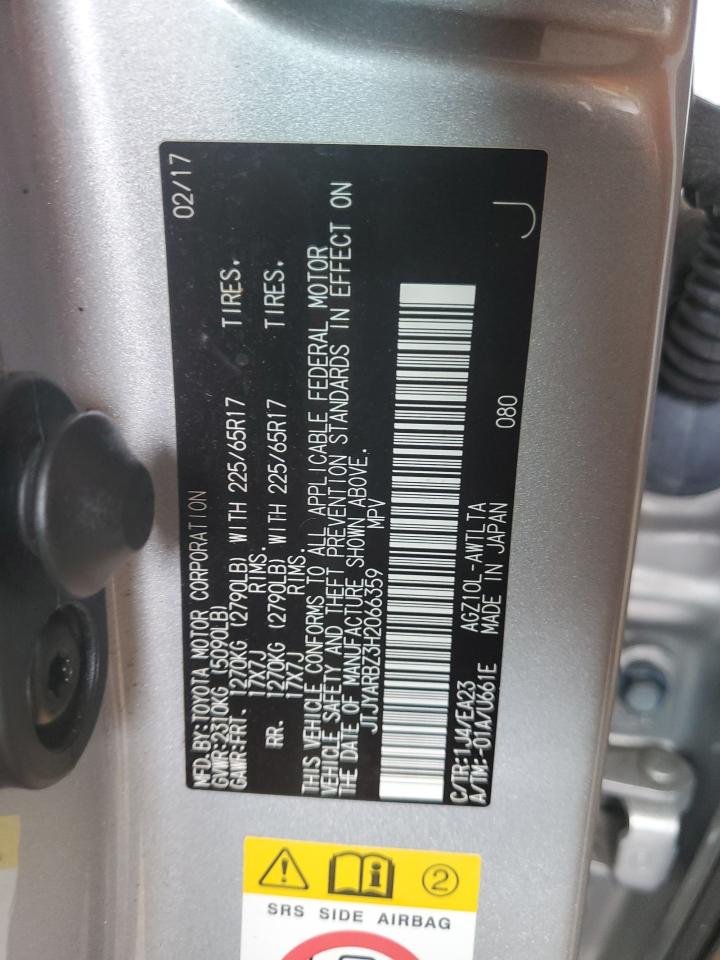 MFD. BY: TOYOTA MOTOR CORPORATION 02/17
GVWR: 2310KG (5090LB)
GAWR: FRT. 1270KG (2790LB) WITH 225/65R17 TIRES.
17X7J RIMS.
RR. 1270KG (2790LB) WITH 225/65R17 TIRES.
17X7J RIMS.
THIS VEHICLE CONFORMS TO ALL APPLICABLE FEDERAL MOTOR
VEHICLE SAFETY AND THEFT PREVENTION STANDARDS IN EFFECT ON
THE DATE OF MANUFACTURE SHOWN ABOVE.
JTJYARBZ3H2066359 MPV
C/TR: 1J4/EA23 AGZ10L-AWTLTA 080 J
A/TM: -01A/U661E MADE IN JAPAN
2
SRS SIDE AIRBAG